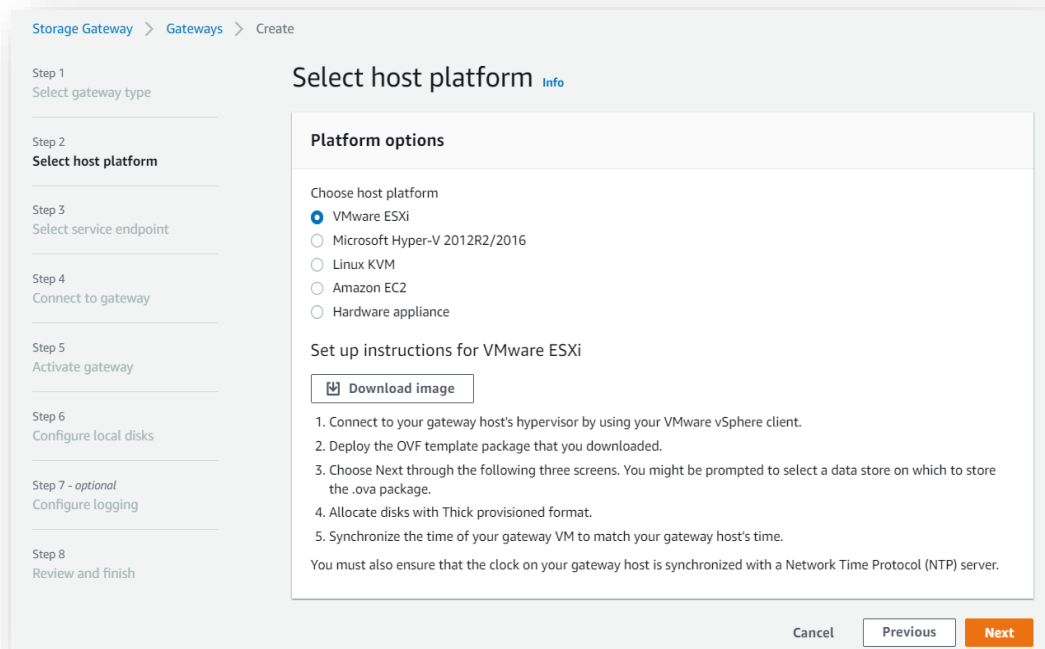 Storage Gateway > Gateways > Create
Step 1
Select gateway type
Step 2
Select host platform
Step 3
Select service endpoint
Step 4
Connect to gateway
Step 5
Activate gateway
Step 6
Configure local disks
Step 7 - optional
Configure logging
Step 8
Review and finish
Select host platform Info
Platform options
Choose host platform
VMware ESXi
Microsoft Hyper-V 2012R2/2016
Linux KVM
Amazon EC2
Hardware appliance
Set up instructions for VMware ESXi
Download image
1. Connect to your gateway host's hypervisor by using your VMware vSphere client.
2. Deploy the OVF template package that you downloaded.
3. Choose Next through the following three screens. You might be prompted to select a data store on which to store
the .ova package.
4. Allocate disks with Thick provisioned format.
5. Synchronize the time of your gateway VM to match your gateway host's time.
You must also ensure that the clock on your gateway host is synchronized with a Network Time Protocol (NTP) server.
Cancel Previous Next